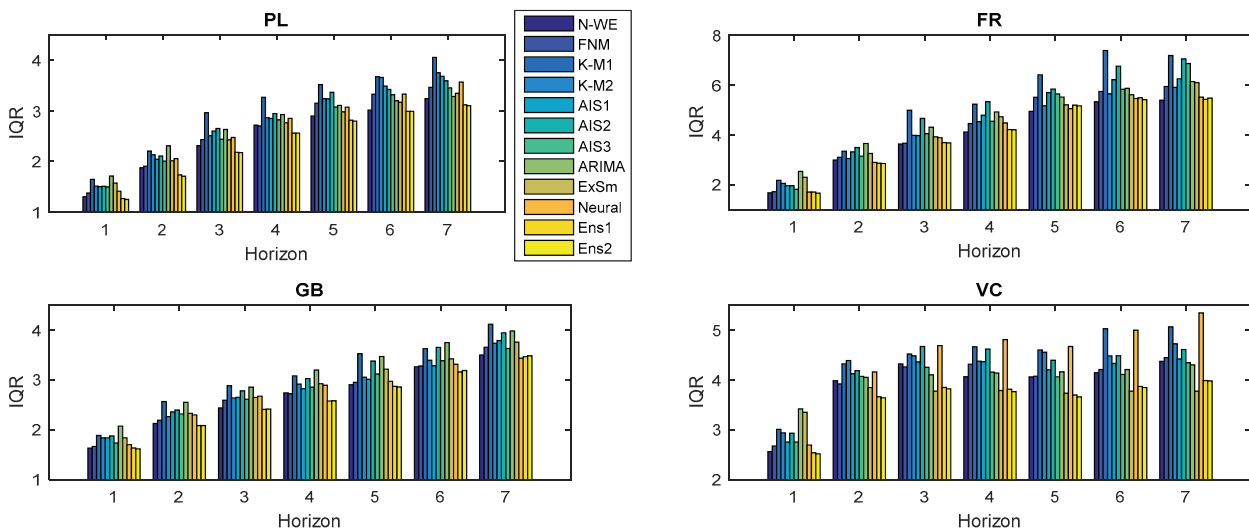 PL
IQR
4
3
2
1
1 2 3 4 5 6 7
Horizon
N-WE
FNM
K-M1
K-M2
AIS1
AIS2
AIS3
ARIMA
ExSm
Neural
Ens1
Ens2
FR
IQR
8
6
4
2
1 2 3 4 5 6 7
Horizon
GB
IQR
4
3
2
1
1 2 3 4 5 6 7
Horizon
VC
IQR
5
4
3
2
1 2 3 4 5 6 7
Horizon